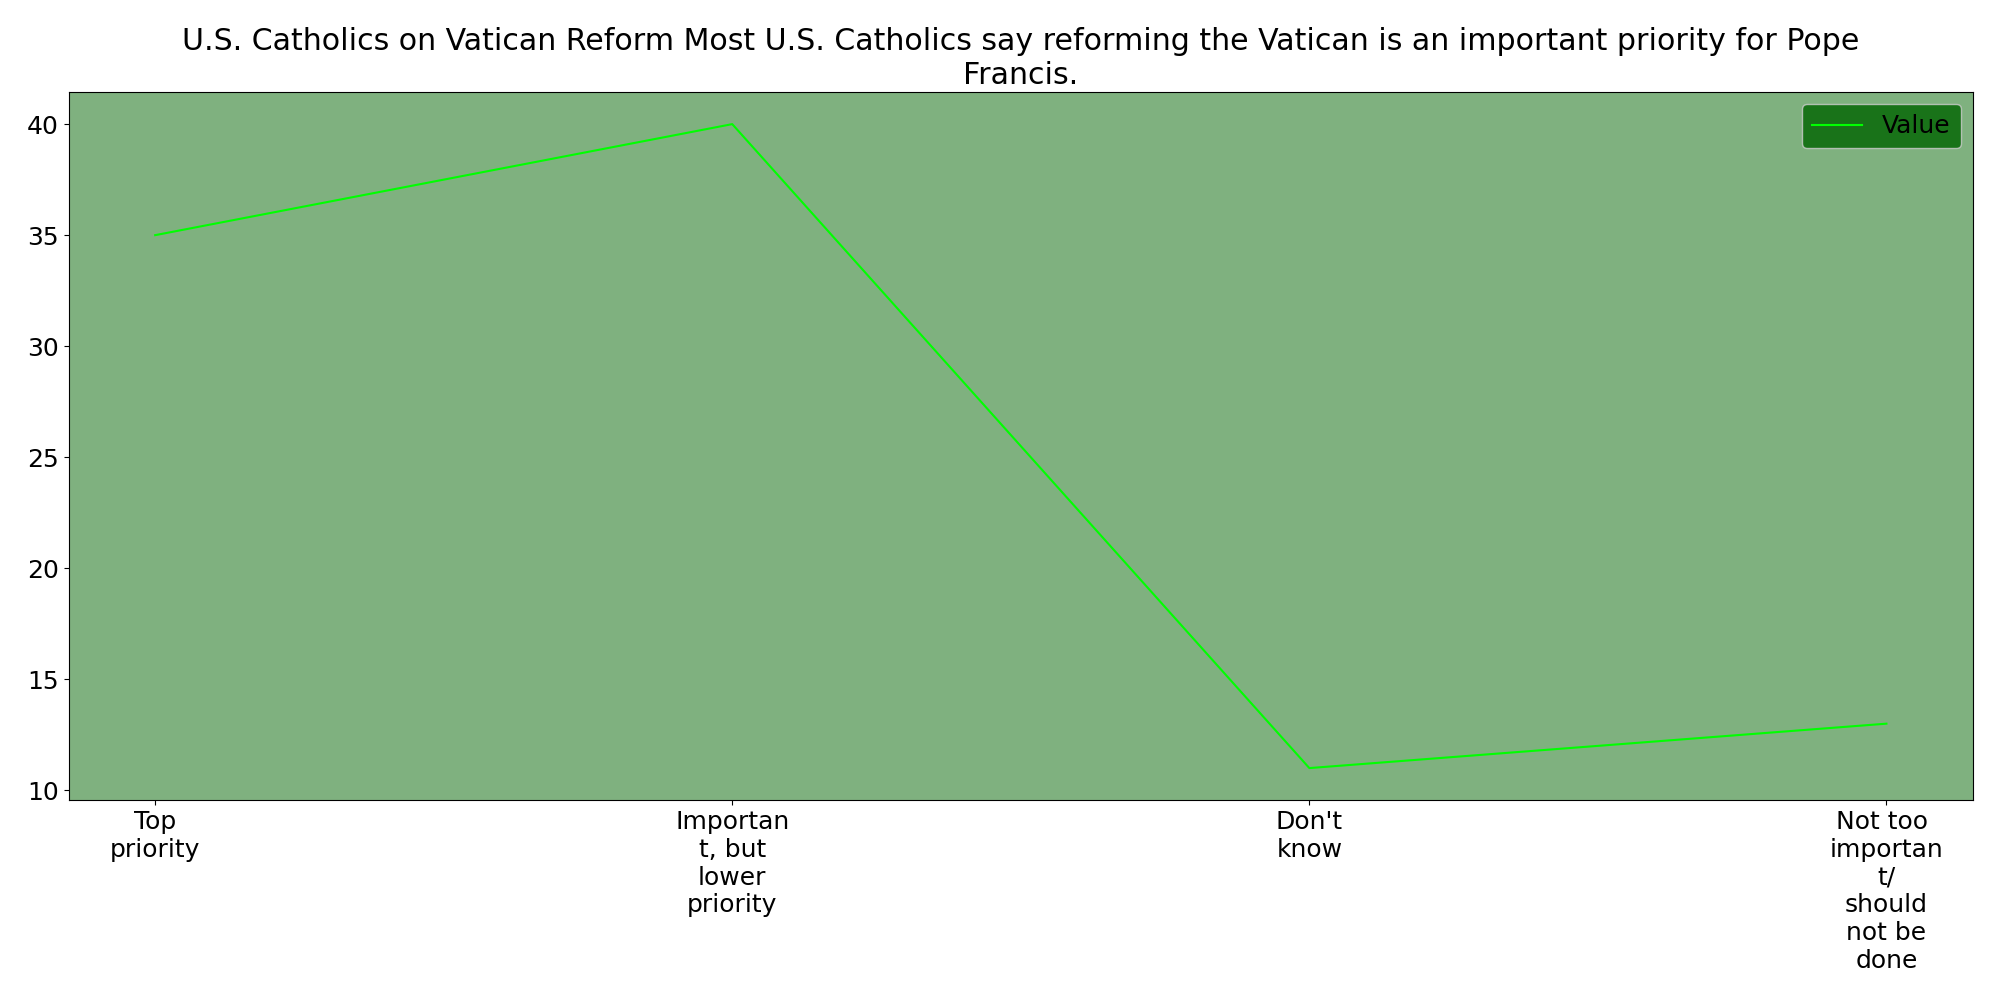 U.S. Catholics on Vatican Reform Most U.S. Catholics say reforming the Vatican is an important priority for Pope
Francis.
Value
40
35
30
25
20
15
10
Top
priority
Importan
t, but
lower
priority
Don't
know
Not too
importan
t/
should
not be
done